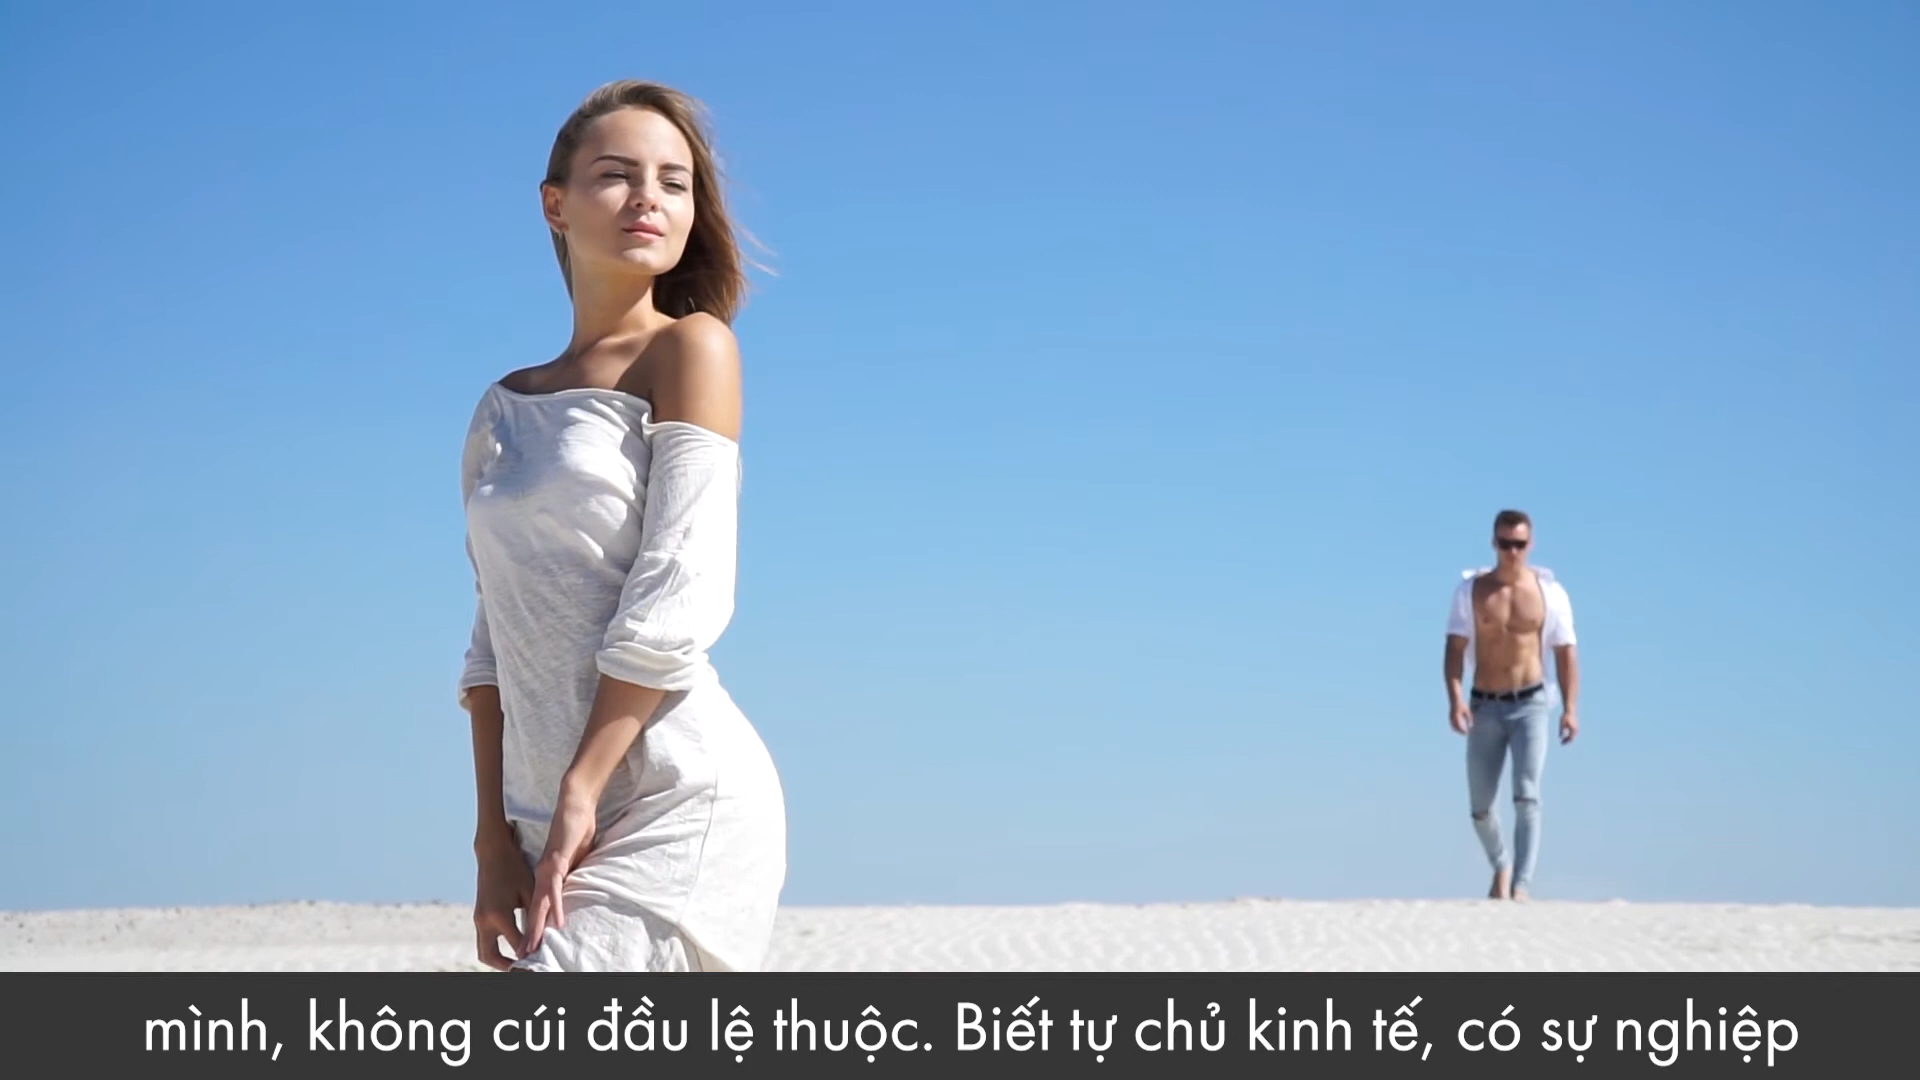 mình, không cúi đầu lệ thuộc. Biết tự chủ kinh tế, có sự nghiệp